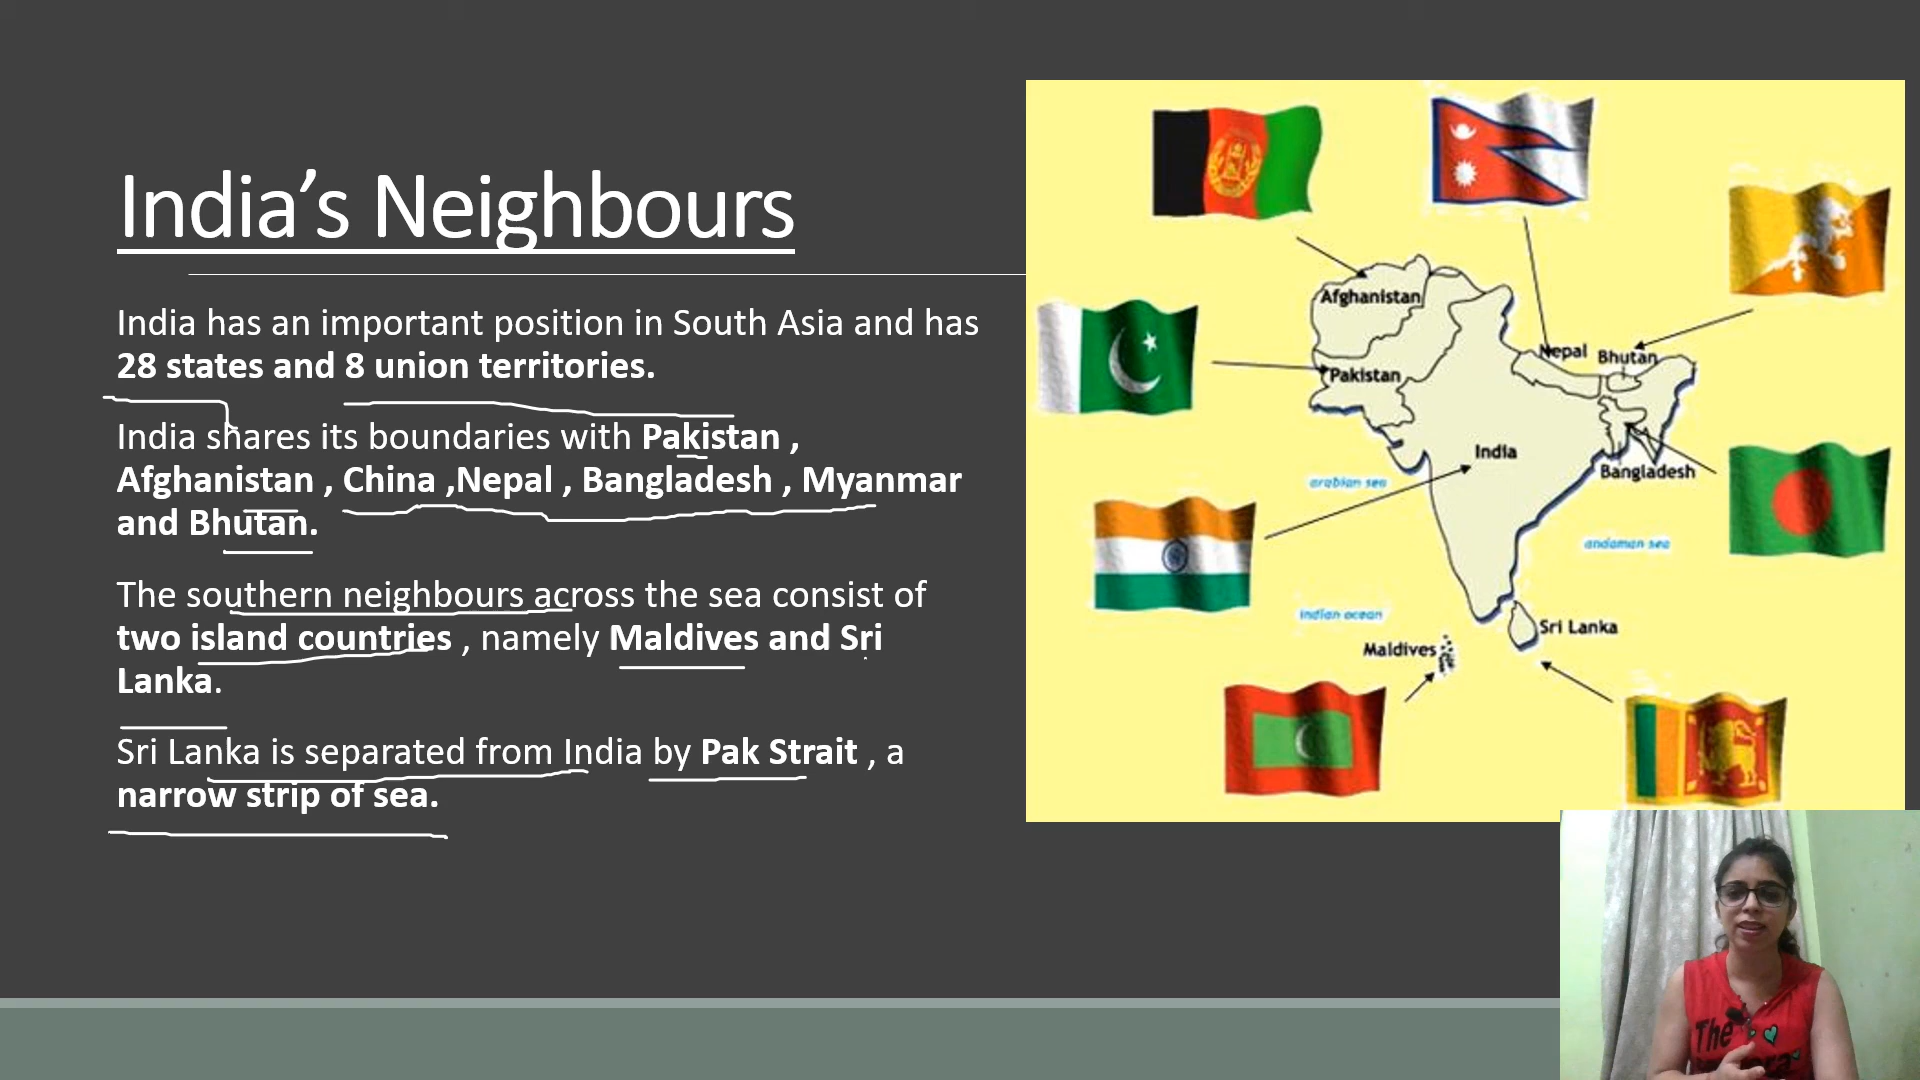 India’s Neighbours
India has an important position in South Asia and has
28 states and 8 union territories.
India shares its boundaries with Pakistan ,
Afghanistan , China ,Nepal , Bangladesh , Myanmar
and Bhutan.
The southern neighbours across the sea consist of
two island countries , namely Maldives and Sri
Lanka.
Sri Lanka is separated from India by Pak Strait , a
narrow strip of sea.
Afghanistan
Nepal
Bhutan
Pakistan
India
Bangladesh
arabian sea
andaman sea
indian ocean
Sri Lanka
Maldives
The